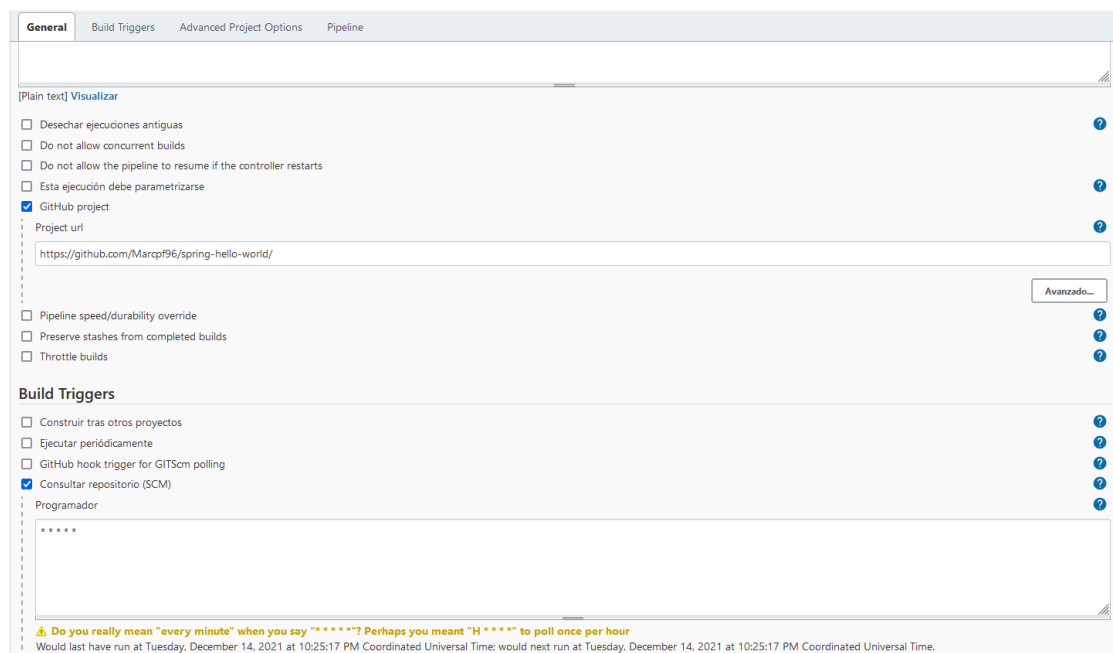 General Build Triggers Advanced Project Options Pipeline
[Plain text] Visualizar
Desechar ejecuciones antiguas
Do not allow concurrent builds
Do not allow the pipeline to resume if the controller restarts
Esta ejecución debe parametrizarse
GitHub project
Project url
https://github.com/Marcpf96/spring-hello-world/
Avanzado...
Pipeline speed/durability override
Preserve stashes from completed builds
Throttle builds
Build Triggers
Construir tras otros proyectos
Ejecutar periódicamente
GitHub hook trigger for GITScm polling
Consultar repositorio (SCM)
Programador
* * * * *
Do you really mean "every minute" when you say "* * * * *"? Perhaps you meant "H * * * *" to poll once per hour
Would last have run at Tuesday, December 14, 2021 at 10:25:17 PM Coordinated Universal Time; would next run at Tuesday, December 14, 2021 at 10:25:17 PM Coordinated Universal Time.